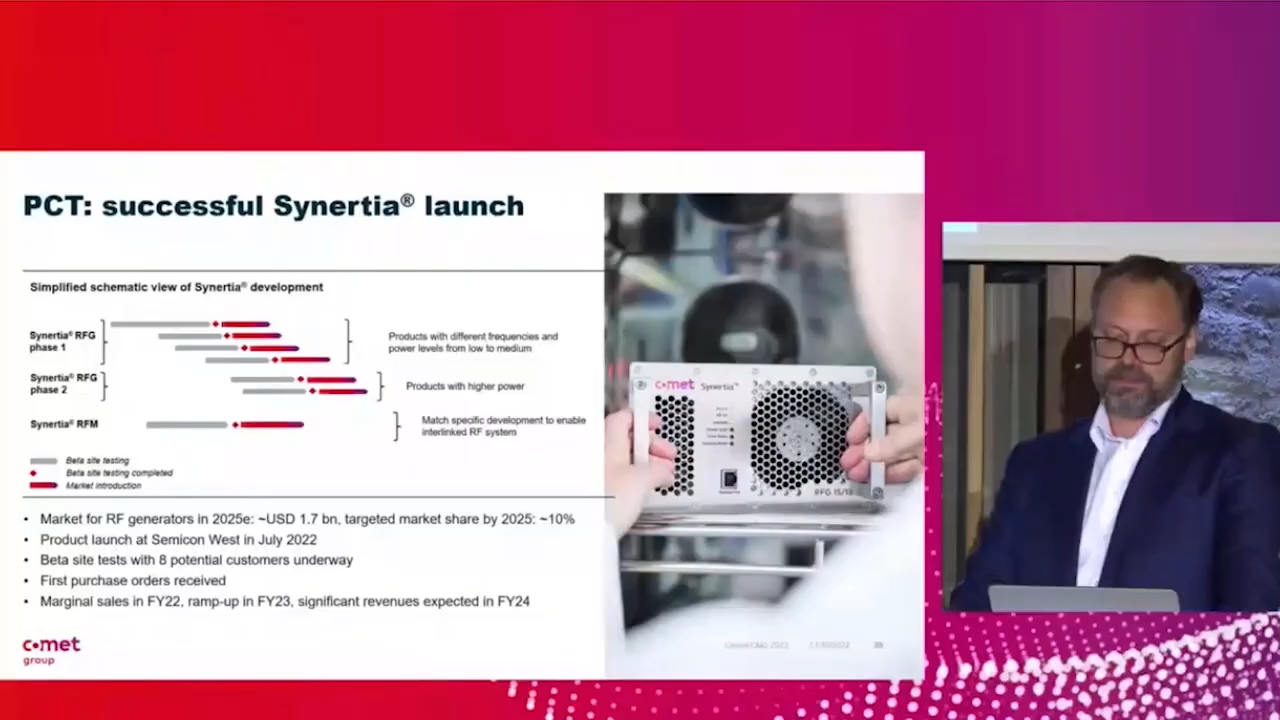 PCT: successful Synertia® launch
Simplified schematic view of Synertia® development
Synertia® RFG
phase 1
Products with different frequencies and
power levels from low to medium
Synertia® RFG
phase 2
Products with higher power
Synertia® RFM
Match specific development to enable
interlinked RF system
Beta site testing
Beta site testing completed
Market introduction
• Market for RF generators in 2025e: ~USD 1.7 bn, targeted market share by 2025: ~10%
• Product launch at Semicon West in July 2022
• Beta site tests with 8 potential customers underway
• First purchase orders received
• Marginal sales in FY22, ramp-up in FY23, significant revenues expected in FY24
comet
group
comet Synertia™